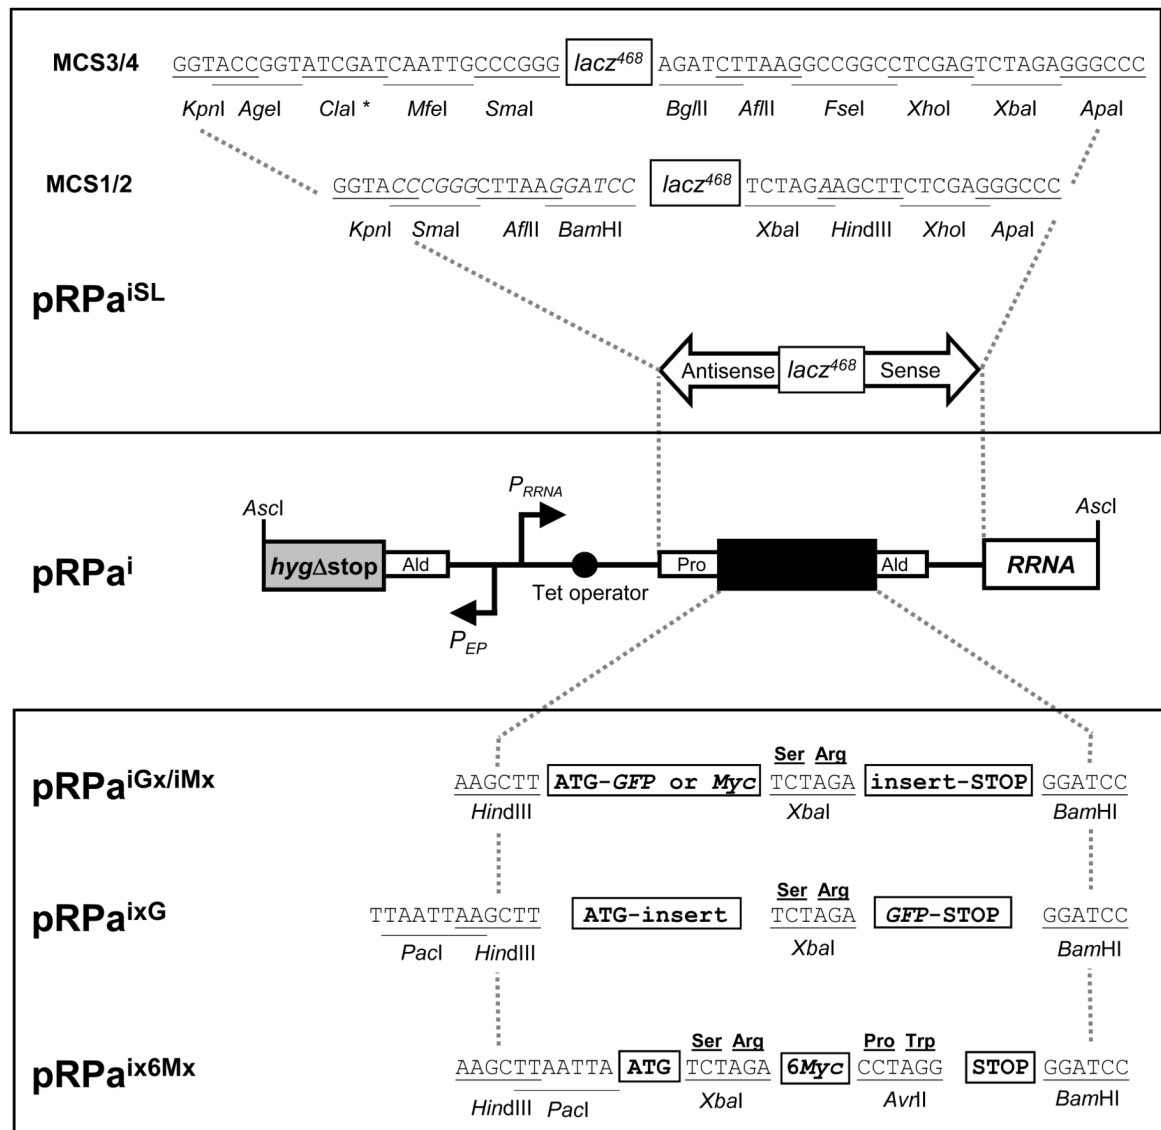 MCS3/4 GGTACCGGTATCGATCAATTGCCCGGG lacz468 AGATCTTAAGGCCGGCCTCGAGTCTAGAGGGCCC
KpnI AgeI ClaI * MfeI SmaI BglII AflII FseI XhoI XbaI ApaI
MCS1/2 GGTACCCGGGCTTAAGGATCC lacz468 TCTAGAAGCTTCTCGAGGGCCC
KpnI SmaI AflII BamHI XbaI HindIII XhoI ApaI
pRPaiSL
Antisense lacz468 Sense
PRRNA
AscI AscI
pRPai hygΔstop Ald Pro Ald RRNA
Tet operator
PEP
Ser Arg
pRPaiGx/iMx AAGCTT ATG-GFP or Myc TCTAGA insert-STOP GGATCC
HindIII XbaI BamHI
Ser Arg
pRPaixG TTAATTAAGCTT ATG-insert TCTAGA GFP-STOP GGATCC
PacI HindIII XbaI BamHI
Ser Arg Pro Trp
pRPaix6Mx AAGCTTAATTA ATG TCTAGA 6Myc CCTAGG STOP GGATCC
HindIII PacI XbaI AvrII BamHI